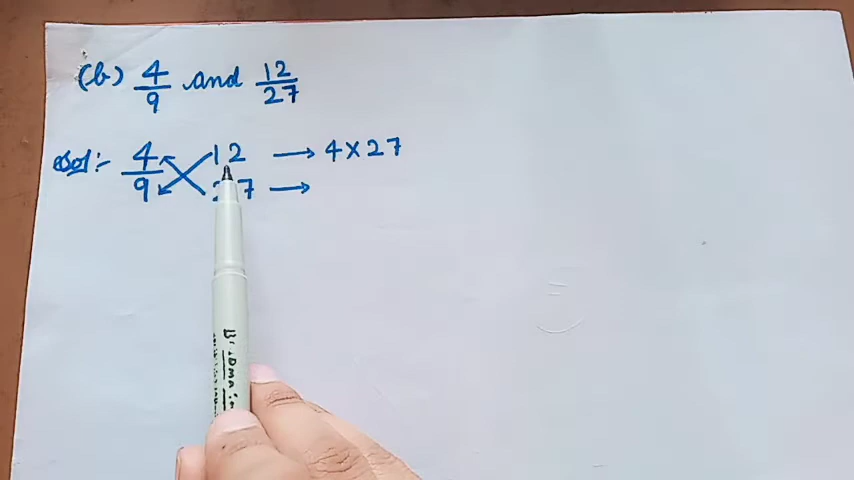 (b) 4/9 and 12/27
Sol:- 4/9 12 → 4×27
27 →